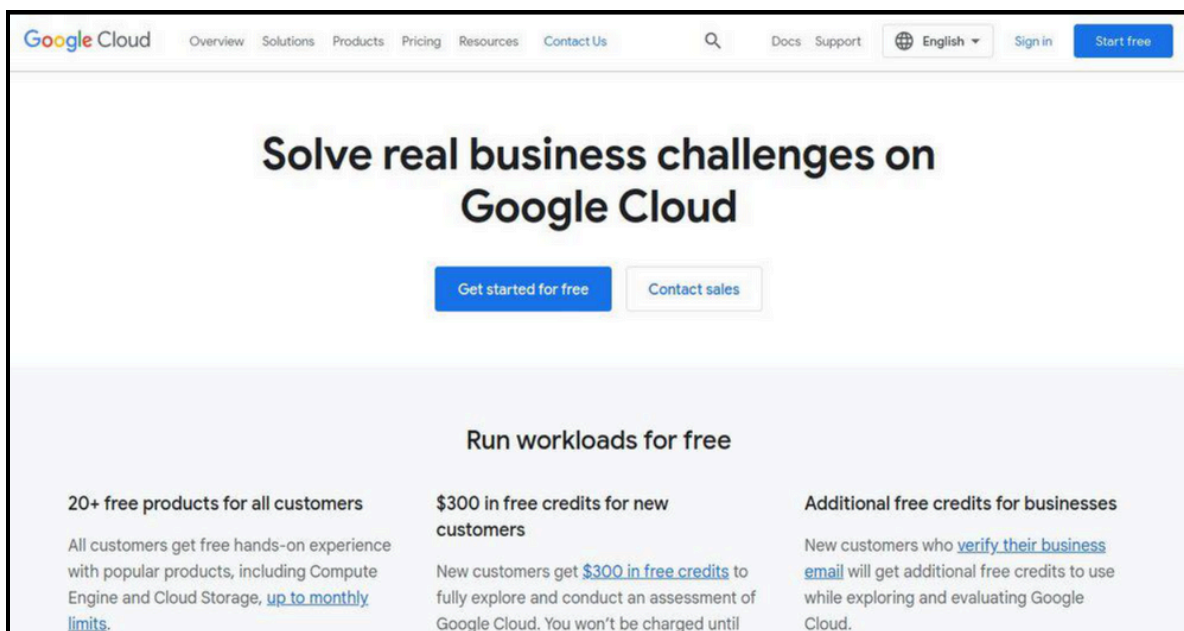 Google Cloud Overview Solutions Products Pricing Resources Contact Us Docs Support English Sign in Start free
Solve real business challenges on
Google Cloud
Get started for free Contact sales
Run workloads for free
20+ free products for all customers
All customers get free hands-on experience
with popular products, including Compute
Engine and Cloud Storage, up to monthly
limits.
$300 in free credits for new
customers
New customers get $300 in free credits to
fully explore and conduct an assessment of
Google Cloud. You won't be charged until
Additional free credits for businesses
New customers who verify their business
email will get additional free credits to use
while exploring and evaluating Google
Cloud.